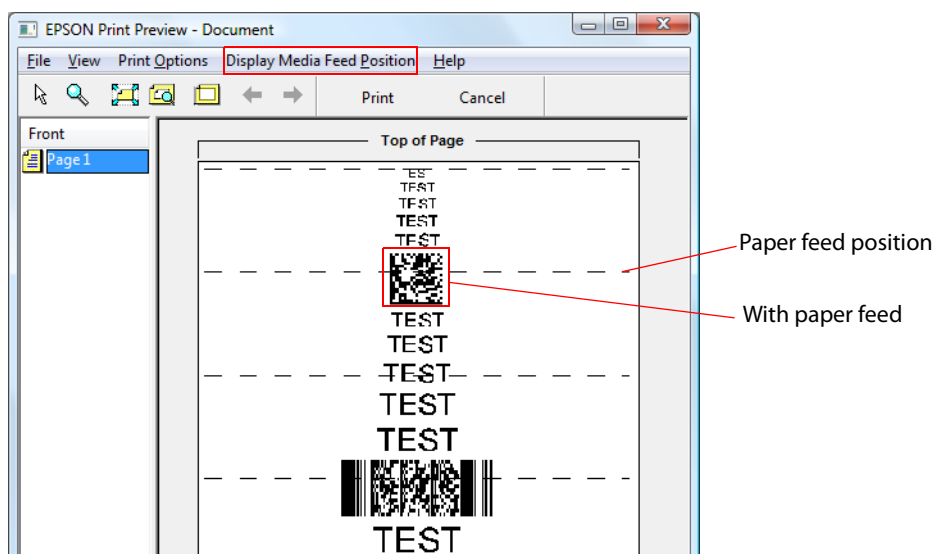 EPSON Print Preview - Document
File View Print Options Display Media Feed Position Help
Print Cancel
Front
Page 1
Top of Page
ES
TEST
TEST
TEST
TEST
Paper feed position
With paper feed
TEST
TEST
TEST
TEST
TEST
TEST